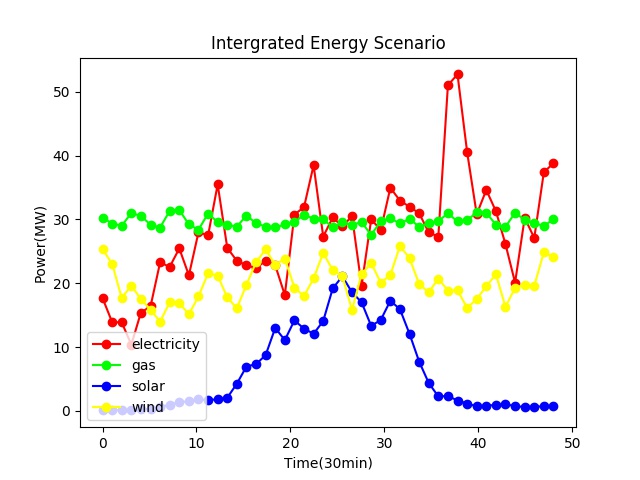 Intergrated Energy Scenario
Power(MW)
50
40
30
20
10
0
electricity
gas
solar
wind
0 10 20 30 40 50
Time(30min)